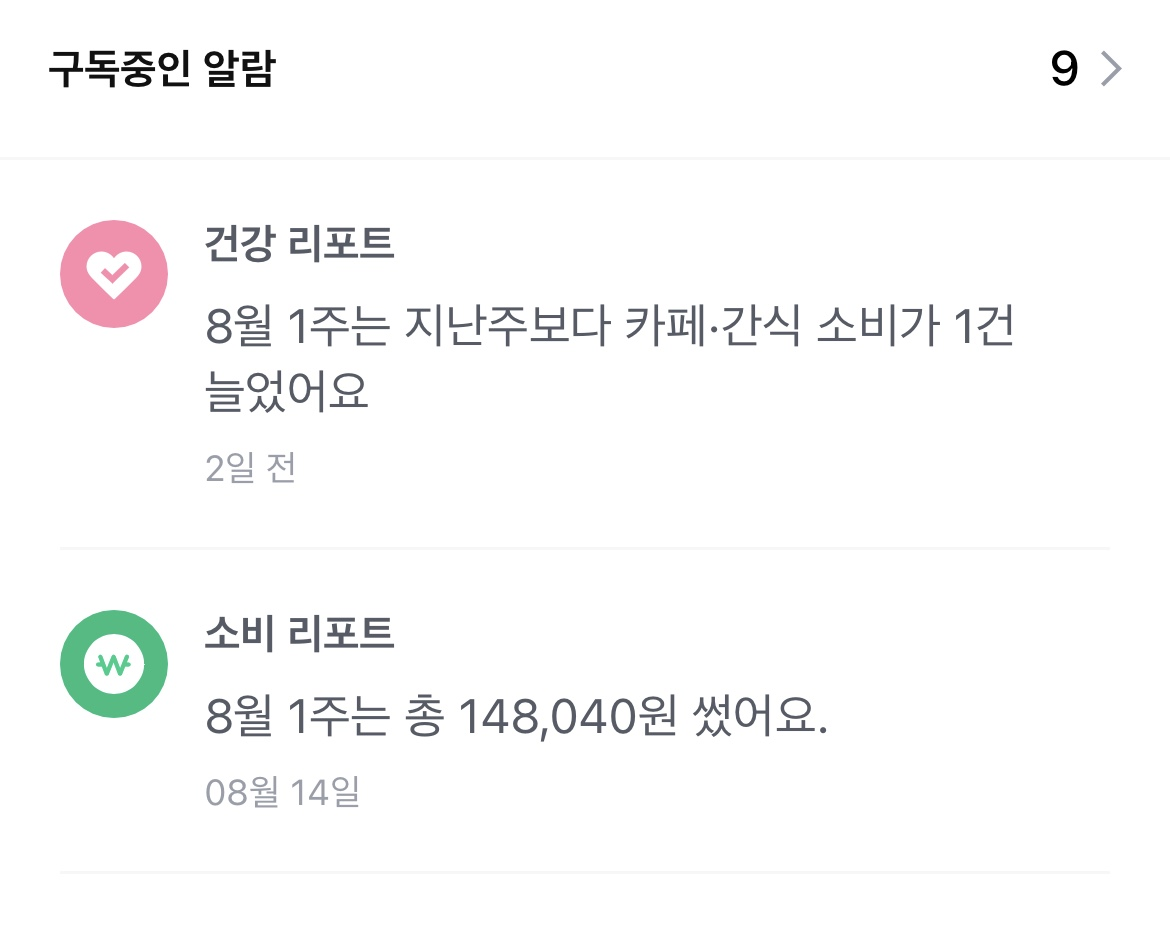 구독중인 알람
9
건강 리포트
8월 1주는 지난주보다 카페·간식 소비가 1건
늘었어요
2일 전
소비 리포트
8월 1주는 총 148,040원 썼어요.
08월 14일